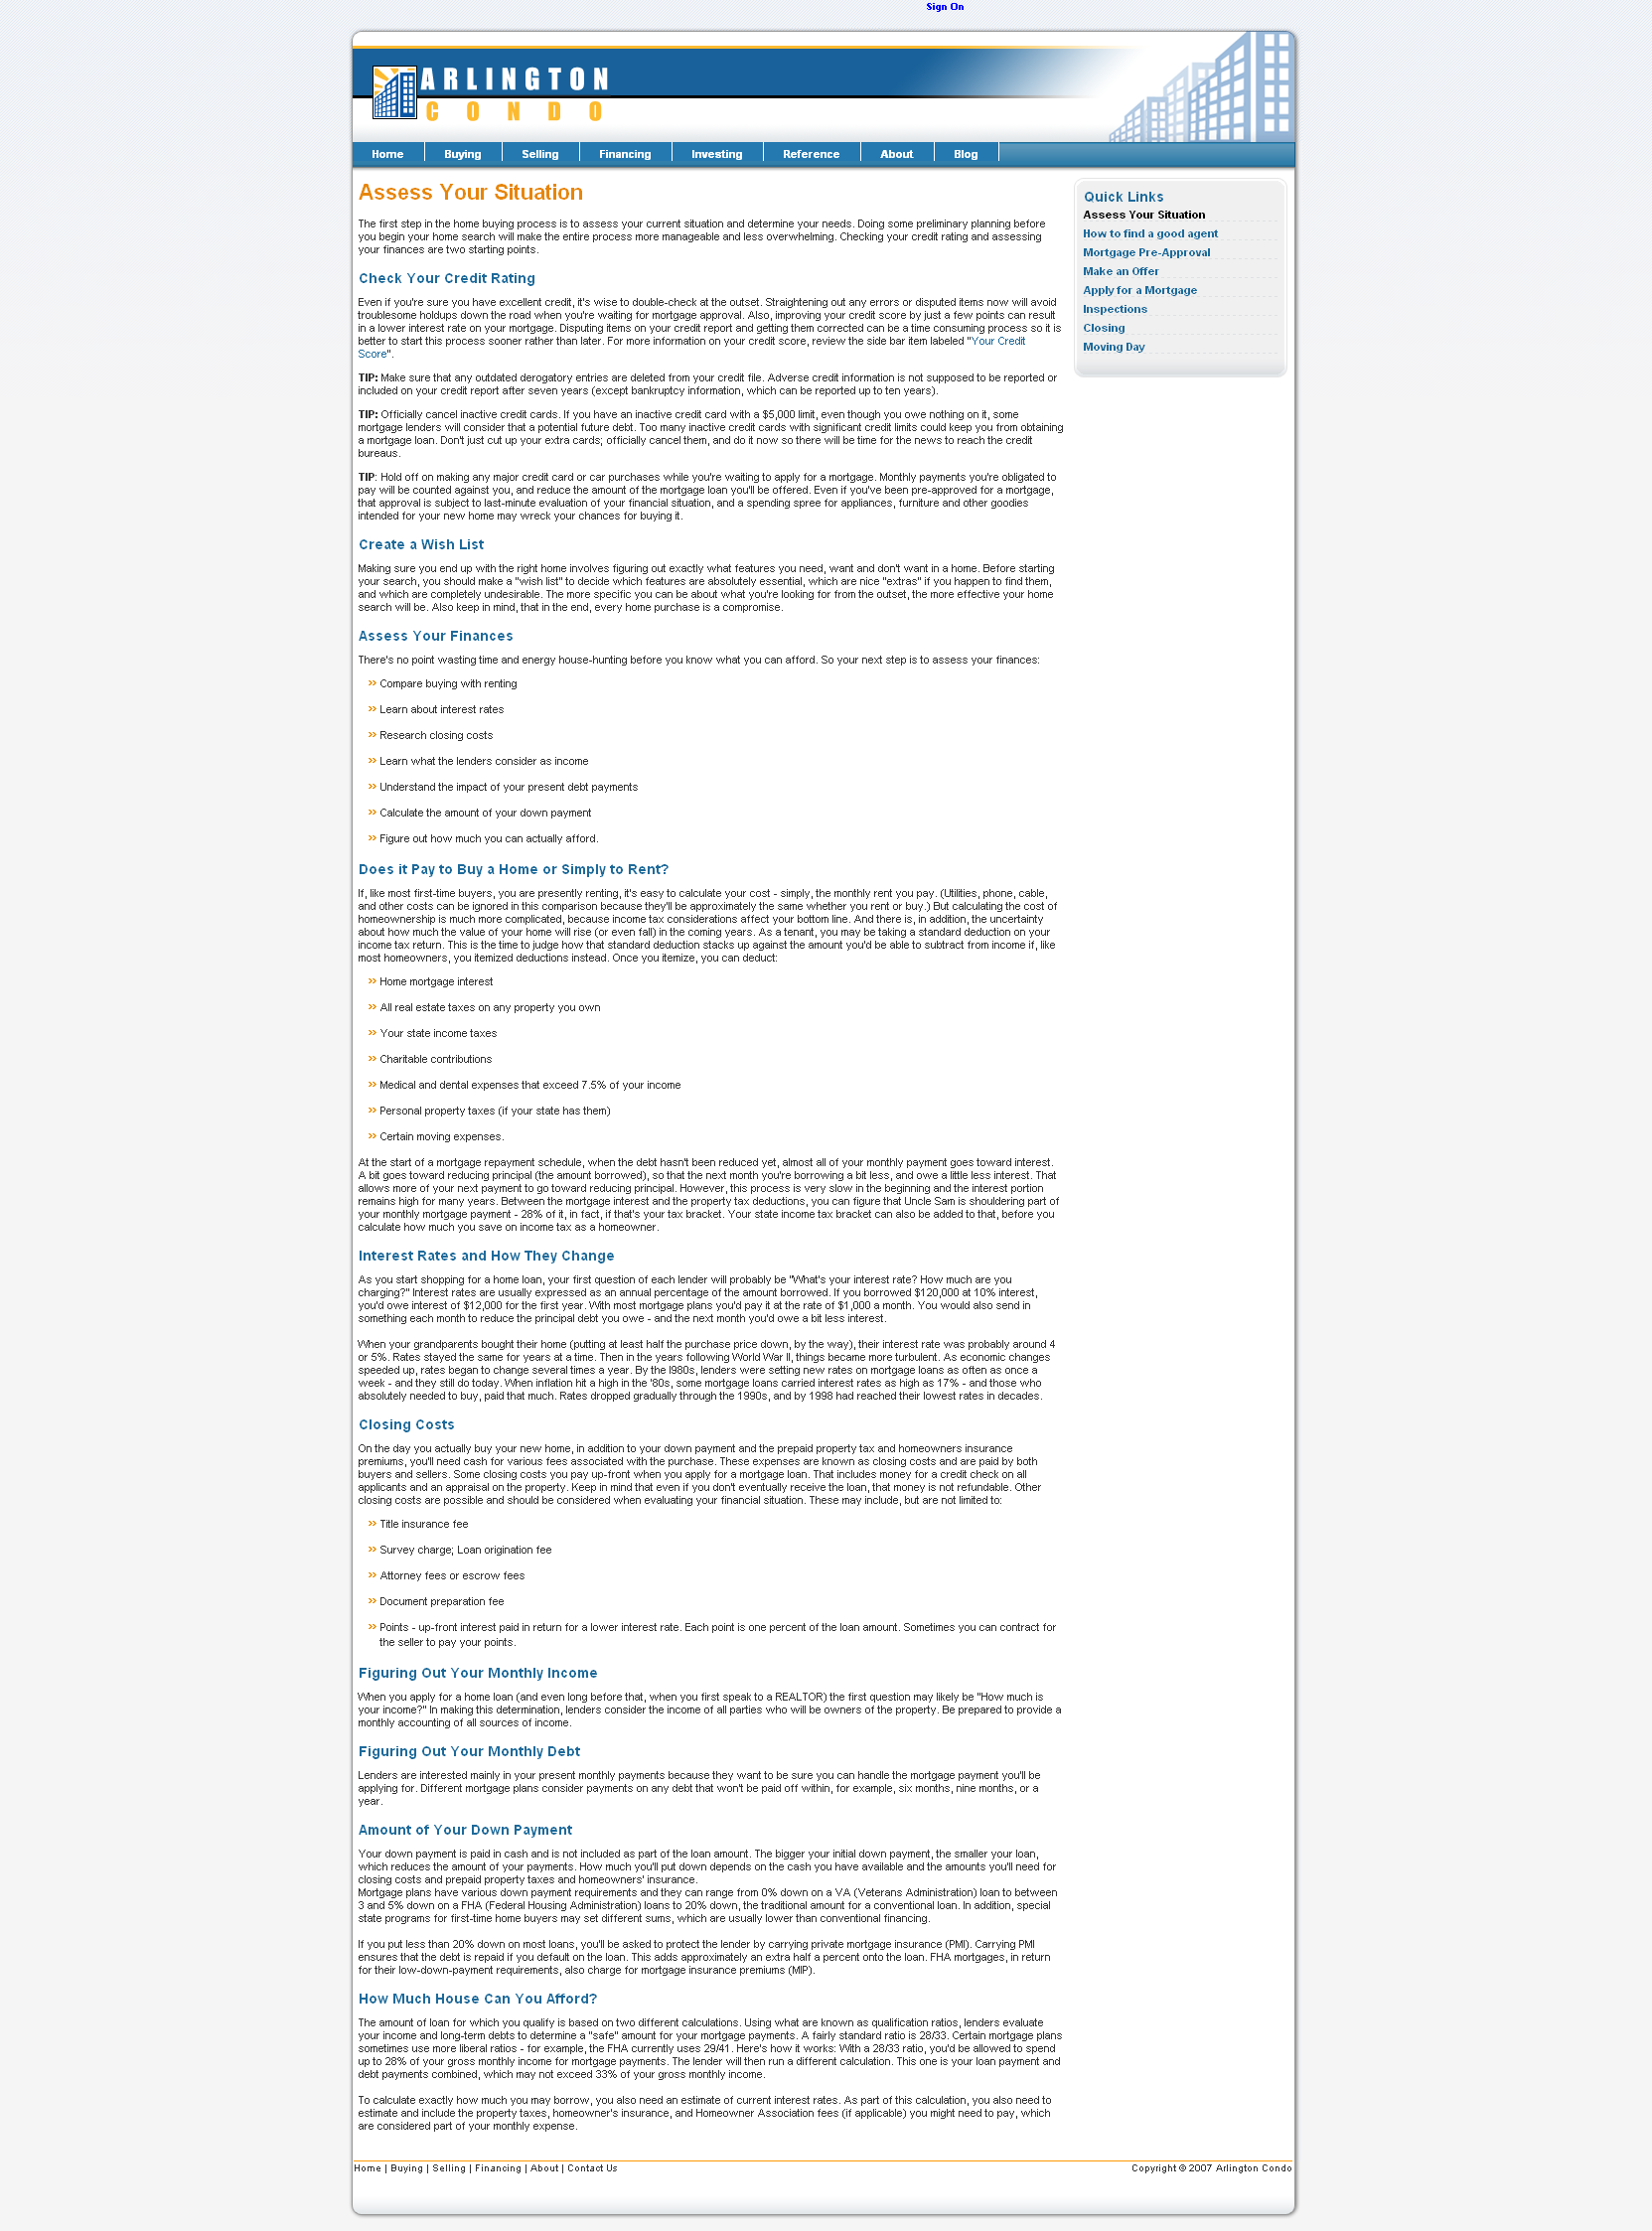 Sign On
ARLINGTON
CONDO
Home Buying Selling Financing Investing Reference About Blog
Assess Your Situation
The first step in the home buying process is to assess your current situation and determine your needs. Doing some preliminary planning before
you begin your home search will make the entire process more manageable and less overwhelming. Checking your credit rating and assessing
your finances are two starting points.
Check Your Credit Rating
Even if you're sure you have excellent credit, it's wise to double-check at the outset. Straightening out any errors or disputed items now will avoid
troublesome holdups down the road when you're waiting for mortgage approval. Also, improving your credit score by just a few points can result
in a lower interest rate on your mortgage. Disputing items on your credit report and getting them corrected can be a time consuming process so it is
better to start this process sooner rather than later. For more information on your credit score, review the side bar item labeled "Your Credit
Score".
TIP: Make sure that any outdated derogatory entries are deleted from your credit file. Adverse credit information is not supposed to be reported or
included on your credit report after seven years (except bankruptcy information, which can be reported up to ten years).
TIP: Officially cancel inactive credit cards. If you have an inactive credit card with a $5,000 limit, even though you owe nothing on it, some
mortgage lenders will consider that a potential future debt. Too many inactive credit cards with significant credit limits could keep you from obtaining
a mortgage loan. Don't just cut up your extra cards; officially cancel them, and do it now so there will be time for the news to reach the credit
bureaus.
TIP: Hold off on making any major credit card or car purchases while you're waiting to apply for a mortgage. Monthly payments you're obligated to
pay will be counted against you, and reduce the amount of the mortgage loan you'll be offered. Even if you've been pre-approved for a mortgage,
that approval is subject to last-minute evaluation of your financial situation, and a spending spree for appliances, furniture and other goodies
intended for your new home may wreck your chances for buying it.
Create a Wish List
Making sure you end up with the right home involves figuring out exactly what features you need, want and don't want in a home. Before starting
your search, you should make a "wish list" to decide which features are absolutely essential, which are nice "extras" if you happen to find them,
and which are completely undesirable. The more specific you can be about what you're looking for from the outset, the more effective your home
search will be. Also keep in mind, that in the end, every home purchase is a compromise.
Assess Your Finances
There's no point wasting time and energy house-hunting before you know what you can afford. So your next step is to assess your finances:
Compare buying with renting
Learn about interest rates
Research closing costs
Learn what the lenders consider as income
Understand the impact of your present debt payments
Calculate the amount of your down payment
Figure out how much you can actually afford.
Does it Pay to Buy a Home or Simply to Rent?
If, like most first-time buyers, you are presently renting, it's easy to calculate your cost - simply, the monthly rent you pay. (Utilities, phone, cable,
and other costs can be ignored in this comparison because they'll be approximately the same whether you rent or buy.) But calculating the cost of
homeownership is much more complicated, because income tax considerations affect your bottom line. And there is, in addition, the uncertainty
about how much the value of your home will rise (or even fall) in the coming years. As a tenant, you may be taking a standard deduction on your
income tax return. This is the time to judge how that standard deduction stacks up against the amount you'd be able to subtract from income if, like
most homeowners, you itemized deductions instead. Once you itemize, you can deduct:
Home mortgage interest
All real estate taxes on any property you own
Your state income taxes
Charitable contributions
Medical and dental expenses that exceed 7.5% of your income
Personal property taxes (if your state has them)
Certain moving expenses.
At the start of a mortgage repayment schedule, when the debt hasn't been reduced yet, almost all of your monthly payment goes toward interest.
A bit goes toward reducing principal (the amount borrowed), so that the next month you're borrowing a bit less, and owe a little less interest. That
allows more of your next payment to go toward reducing principal. However, this process is very slow in the beginning and the interest portion
remains high for many years. Between the mortgage interest and the property tax deductions, you can figure that Uncle Sam is shouldering part of
your monthly mortgage payment - 28% of it, in fact, if that's your tax bracket. Your state income tax bracket can also be added to that, before you
calculate how much you save on income tax as a homeowner.
Interest Rates and How They Change
As you start shopping for a home loan, your first question of each lender will probably be "What's your interest rate? How much are you
charging?" Interest rates are usually expressed as an annual percentage of the amount borrowed. If you borrowed $120,000 at 10% interest,
you'd owe interest of $12,000 for the first year. With most mortgage plans you'd pay it at the rate of $1,000 a month. You would also send in
something each month to reduce the principal debt you owe - and the next month you'd owe a bit less interest.
When your grandparents bought their home (putting at least half the purchase price down, by the way), their interest rate was probably around 4
or 5%. Rates stayed the same for years at a time. Then in the years following World War II, things became more turbulent. As economic changes
speeded up, rates began to change several times a year. By the l980s, lenders were setting new rates on mortgage loans as often as once a
week - and they still do today. When inflation hit a high in the '80s, some mortgage loans carried interest rates as high as 17% - and those who
absolutely needed to buy, paid that much. Rates dropped gradually through the 1990s, and by 1998 had reached their lowest rates in decades.
Closing Costs
On the day you actually buy your new home, in addition to your down payment and the prepaid property tax and homeowners insurance
premiums, you'll need cash for various fees associated with the purchase. These expenses are known as closing costs and are paid by both
buyers and sellers. Some closing costs you pay up-front when you apply for a mortgage loan. That includes money for a credit check on all
applicants and an appraisal on the property. Keep in mind that even if you don't eventually receive the loan, that money is not refundable. Other
closing costs are possible and should be considered when evaluating your financial situation. These may include, but are not limited to:
Title insurance fee
Survey charge; Loan origination fee
Attorney fees or escrow fees
Document preparation fee
Points - up-front interest paid in return for a lower interest rate. Each point is one percent of the loan amount. Sometimes you can contract for
the seller to pay your points.
Figuring Out Your Monthly Income
When you apply for a home loan (and even long before that, when you first speak to a REALTOR) the first question may likely be "How much is
your income?" In making this determination, lenders consider the income of all parties who will be owners of the property. Be prepared to provide a
monthly accounting of all sources of income.
Figuring Out Your Monthly Debt
Lenders are interested mainly in your present monthly payments because they want to be sure you can handle the mortgage payment you'll be
applying for. Different mortgage plans consider payments on any debt that won't be paid off within, for example, six months, nine months, or a
year.
Amount of Your Down Payment
Your down payment is paid in cash and is not included as part of the loan amount. The bigger your initial down payment, the smaller your loan,
which reduces the amount of your payments. How much you'll put down depends on the cash you have available and the amounts you'll need for
closing costs and prepaid property taxes and homeowners' insurance.
Mortgage plans have various down payment requirements and they can range from 0% down on a VA (Veterans Administration) loan to between
3 and 5% down on a FHA (Federal Housing Administration) loans to 20% down, the traditional amount for a conventional loan. In addition, special
state programs for first-time home buyers may set different sums, which are usually lower than conventional financing.
If you put less than 20% down on most loans, you'll be asked to protect the lender by carrying private mortgage insurance (PMI). Carrying PMI
ensures that the debt is repaid if you default on the loan. This adds approximately an extra half a percent onto the loan. FHA mortgages, in return
for their low-down-payment requirements, also charge for mortgage insurance premiums (MIP).
How Much House Can You Afford?
The amount of loan for which you qualify is based on two different calculations. Using what are known as qualification ratios, lenders evaluate
your income and long-term debts to determine a "safe" amount for your mortgage payments. A fairly standard ratio is 28/33. Certain mortgage plans
sometimes use more liberal ratios - for example, the FHA currently uses 29/41. Here's how it works: With a 28/33 ratio, you'd be allowed to spend
up to 28% of your gross monthly income for mortgage payments. The lender will then run a different calculation. This one is your loan payment and
debt payments combined, which may not exceed 33% of your gross monthly income.
To calculate exactly how much you may borrow, you also need an estimate of current interest rates. As part of this calculation, you also need to
estimate and include the property taxes, homeowner's insurance, and Homeowner Association fees (if applicable) you might need to pay, which
are considered part of your monthly expense.
Quick Links
Assess Your Situation
How to find a good agent
Mortgage Pre-Approval
Make an Offer
Apply for a Mortgage
Inspections
Closing
Moving Day
Home | Buying | Selling | Financing | About | Contact Us
Copyright © 2007 Arlington Condo